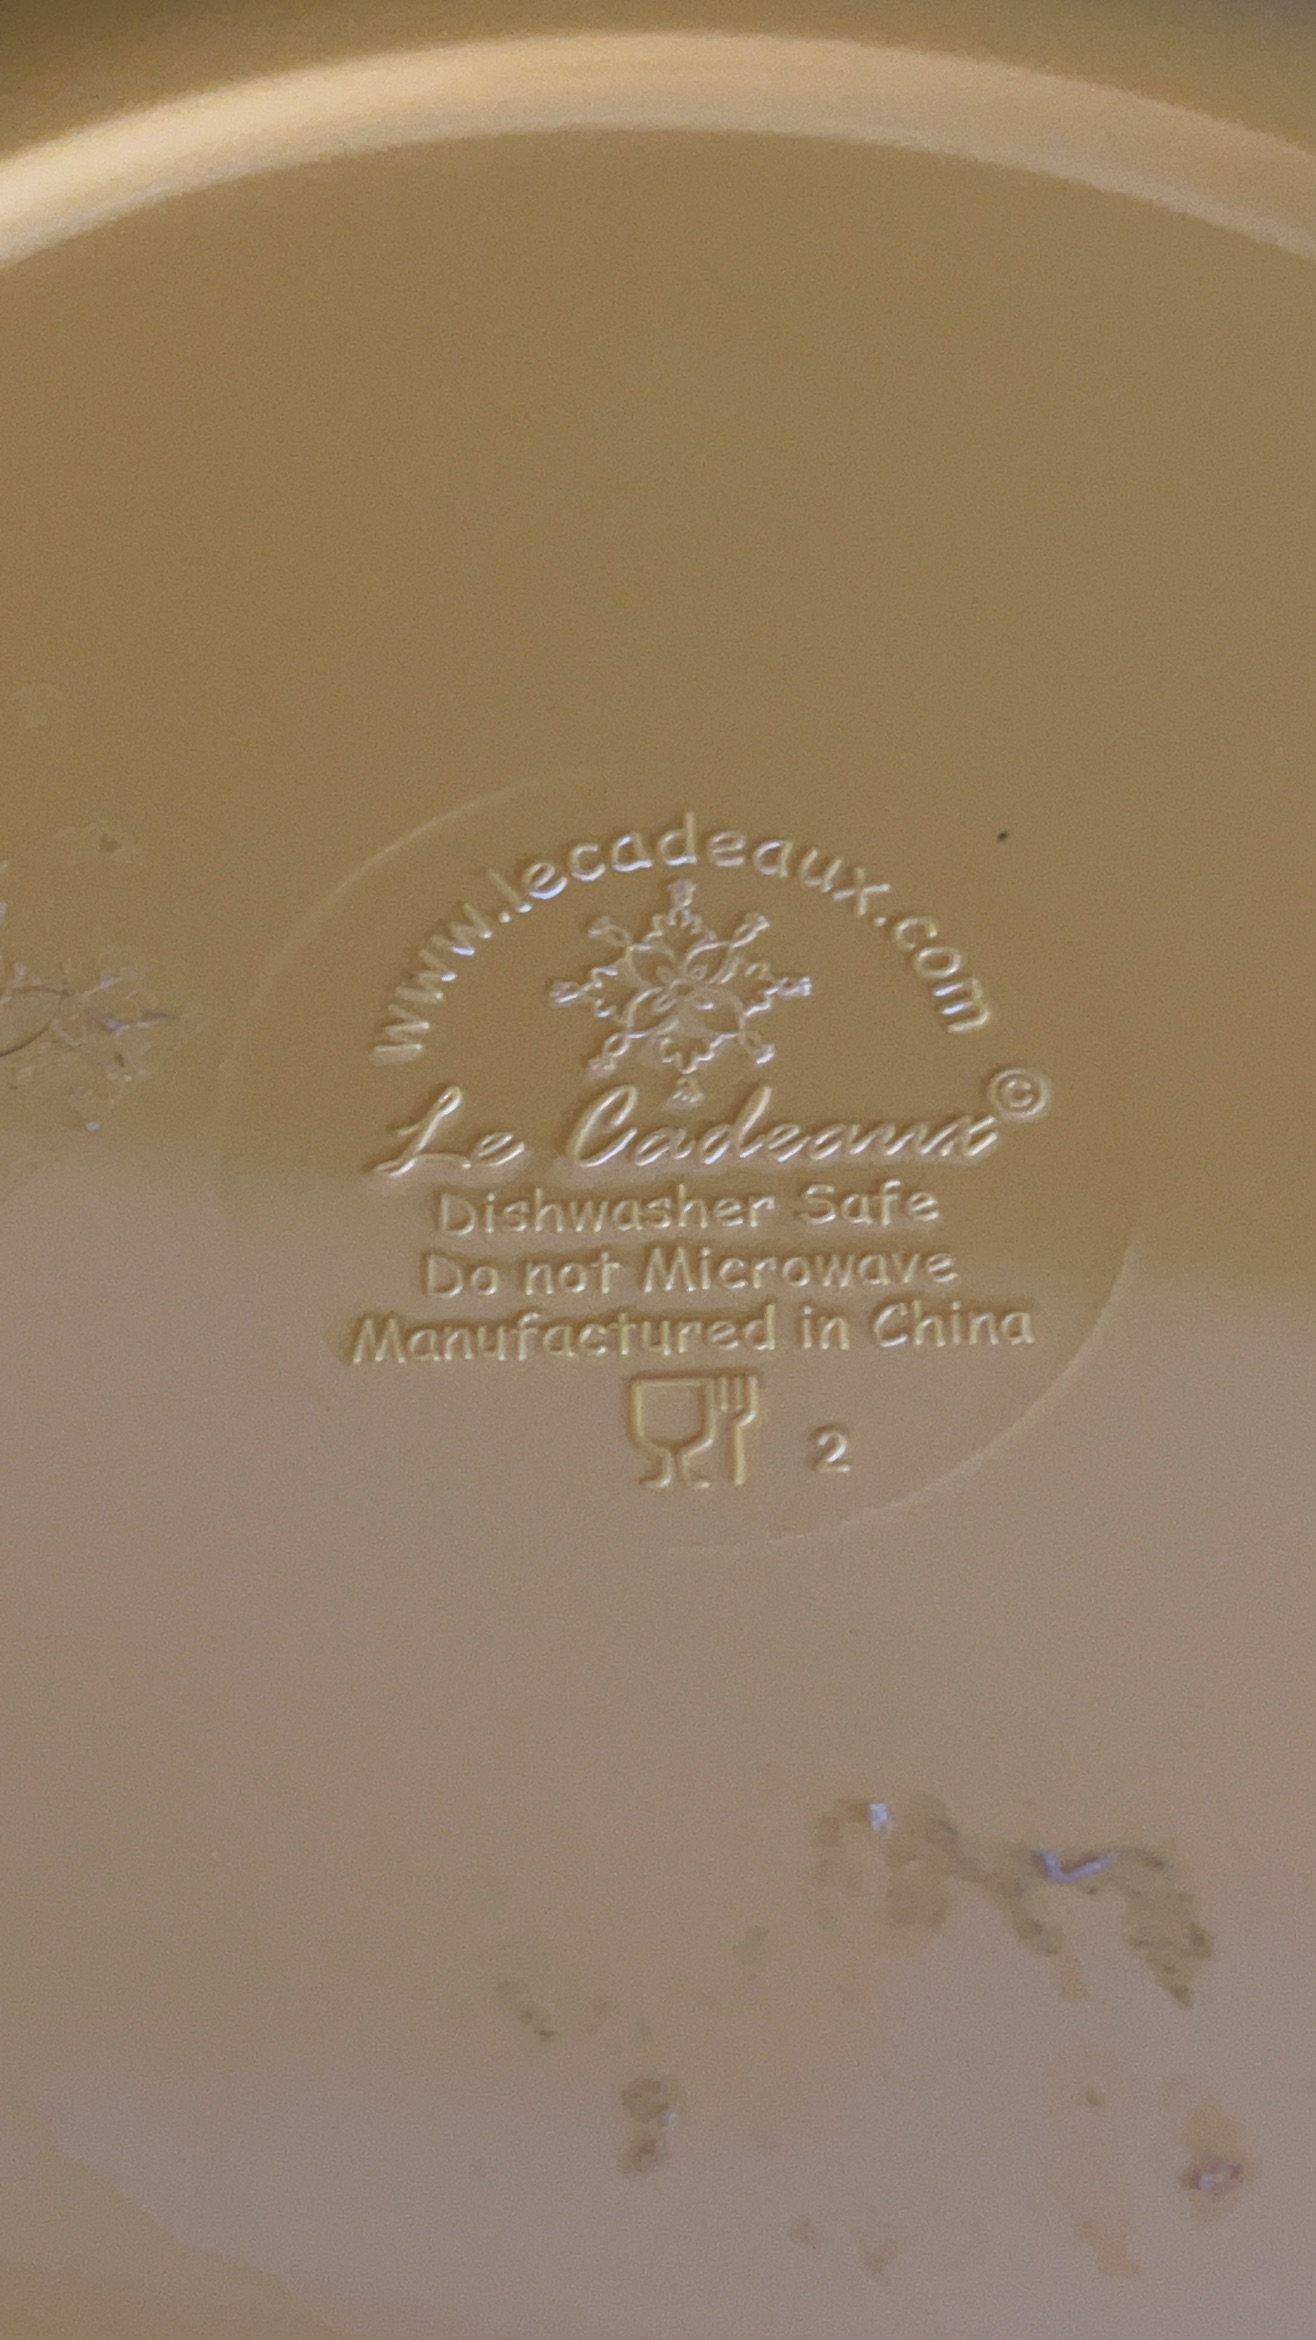 www.lecadeaux.com
Le Cadeaux©
Dishwasher Safe
Do not Microwave
Manufactured in China
2